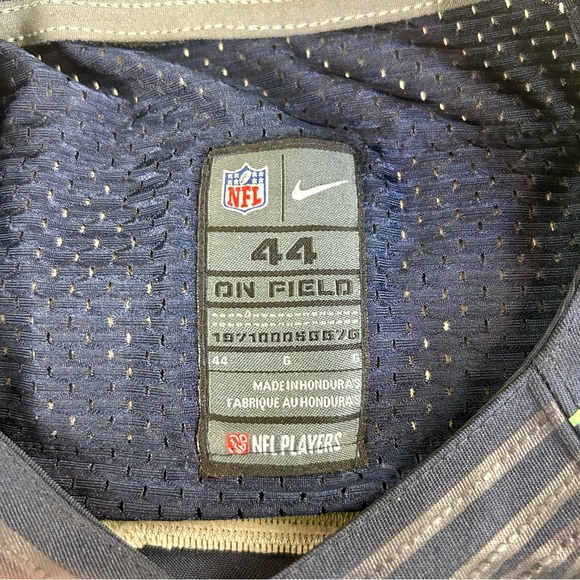 NFL
44
ON FIELD
44 G G
MADE IN HONDURAS
FABRIQUE AU HONDURAS
NFL PLAYERS